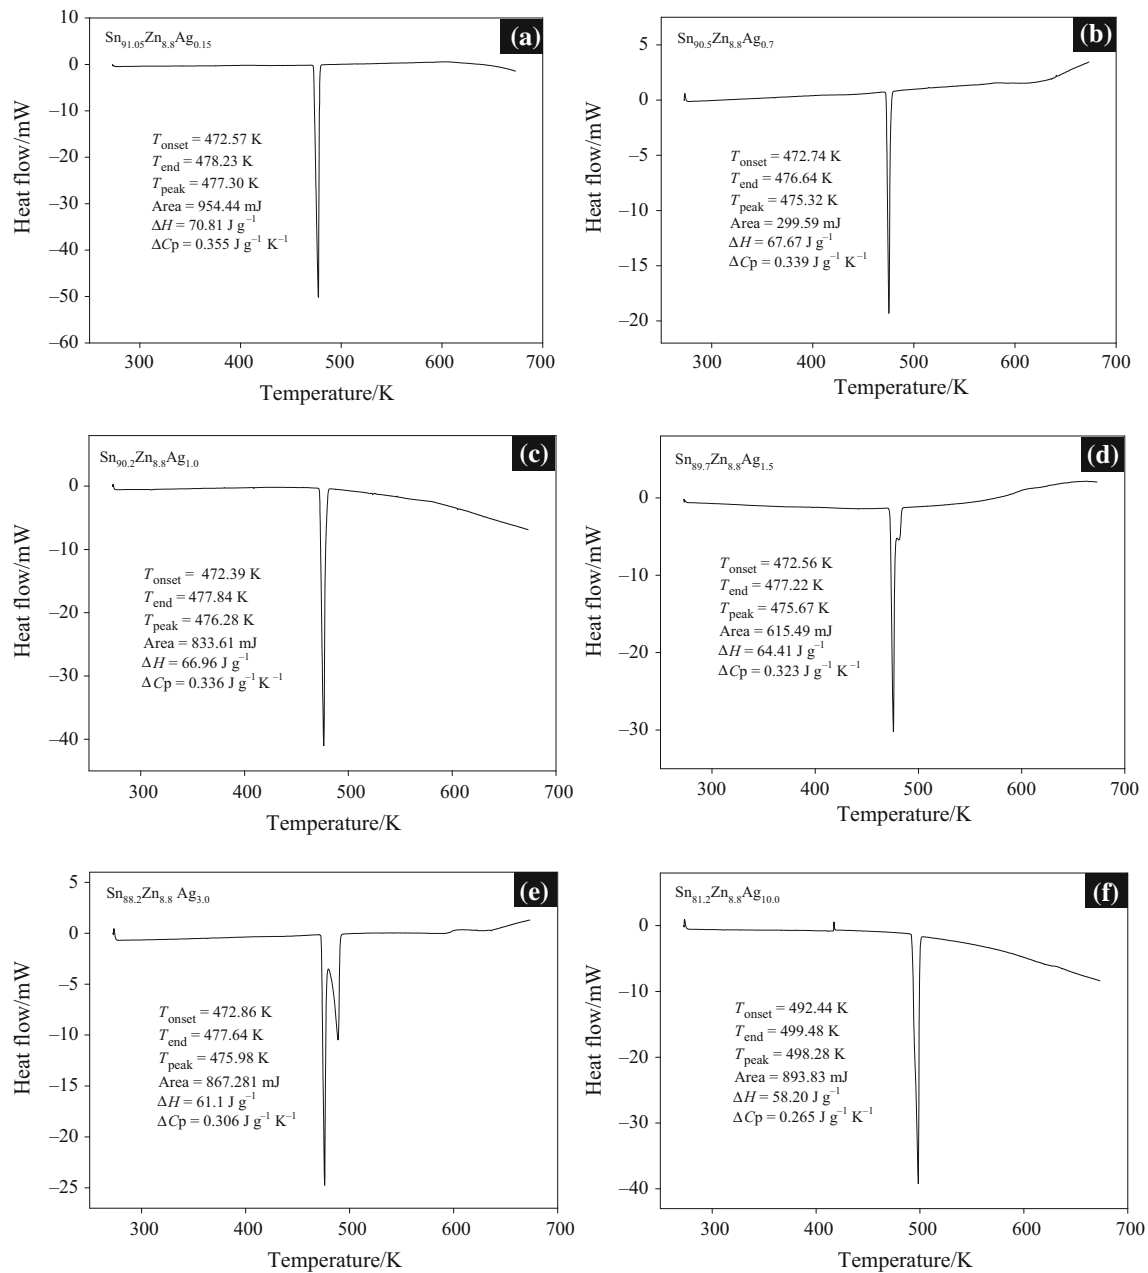 (a)
Sn91.05Zn8.8Ag0.15
10
0
–10
–20
–30
–40
–50
–60
Heat flow/mW
Tonset = 472.57 K
Tend = 478.23 K
Tpeak = 477.30 K
Area = 954.44 mJ
ΔH = 70.81 J g–1
ΔCp = 0.355 J g–1 K–1
300 400 500 600 700
Temperature/K
(b)
Sn90.5Zn8.8Ag0.7
5
0
–5
–10
–15
–20
Heat flow/mW
Tonset = 472.74 K
Tend = 476.64 K
Tpeak = 475.32 K
Area = 299.59 mJ
ΔH = 67.67 J g–1
ΔCp = 0.339 J g–1 K–1
300 400 500 600 700
Temperature/K
(c)
Sn90.2Zn8.8Ag1.0
0
–10
–20
–30
–40
Heat flow/mW
Tonset = 472.39 K
Tend = 477.84 K
Tpeak = 476.28 K
Area = 833.61 mJ
ΔH = 66.96 J g–1
ΔCp = 0.336 J g–1 K–1
300 400 500 600 700
Temperature/K
(d)
Sn89.7Zn8.8Ag1.5
0
–10
–20
–30
Heat flow/mW
Tonset = 472.56 K
Tend = 477.22 K
Tpeak = 475.67 K
Area = 615.49 mJ
ΔH = 64.41 J g–1
ΔCp = 0.323 J g–1 K–1
300 400 500 600 700
Temperature/K
(e)
Sn88.2Zn8.8 Ag3.0
5
0
–5
–10
–15
–20
–25
Heat flow/mW
Tonset = 472.86 K
Tend = 477.64 K
Tpeak = 475.98 K
Area = 867.281 mJ
ΔH = 61.1 J g–1
ΔCp = 0.306 J g–1 K–1
300 400 500 600 700
Temperature/K
(f)
Sn81.2Zn8.8Ag10.0
0
–10
–20
–30
–40
Heat flow/mW
Tonset = 492.44 K
Tend = 499.48 K
Tpeak = 498.28 K
Area = 893.83 mJ
ΔH = 58.20 J g–1
ΔCp = 0.265 J g–1 K–1
300 400 500 600 700
Temperature/K